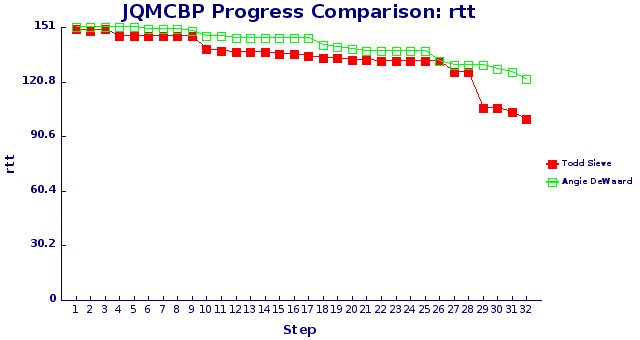 JQMCBP Progress Comparison: rtt
151
120.8
90.6
60.4
30.2
0
rtt
1 2 3 4 5 6 7 8 9 10 11 12 13 14 15 16 17 18 19 20 21 22 23 24 25 26 27 28 29 30 31 32
Step
Todd Sieve
Angie DeWaard